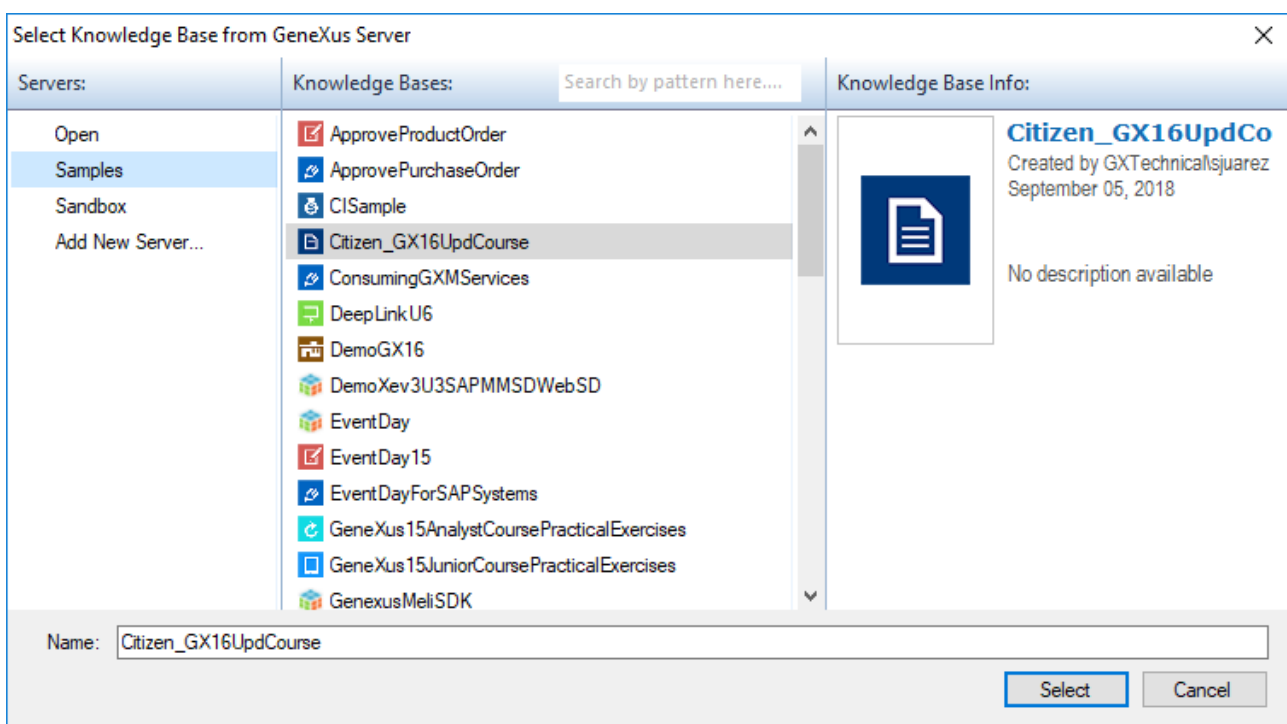 Select Knowledge Base from GeneXus Server
Servers:
Open
Samples
Sandbox
Add New Server...
Knowledge Bases:
Search by pattern here....
ApproveProductOrder
ApprovePurchaseOrder
CISample
Citizen_GX16UpdCourse
ConsumingGXMServices
DeepLinkU6
DemoGX16
DemoXev3U3SAPMMSDWebSD
EventDay
EventDay15
EventDayForSAPSystems
GeneXus15AnalystCoursePracticalExercises
GeneXus15JuniorCoursePracticalExercises
GenexusMeliSDK
Knowledge Base Info:
Citizen_GX16UpdCo
Created by GXTechnical\sjuarez
September 05, 2018
No description available
Name: Citizen_GX16UpdCourse
Select Cancel